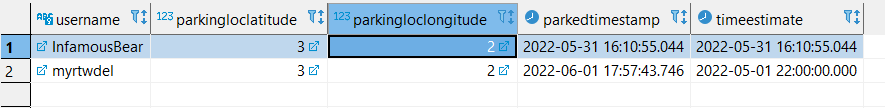 username 123 parkingloclatitude 123 parkingloclongitude parkedtimestamp timeestimate
1 InfamousBear 3 2 2022-05-31 16:10:55.044 2022-05-31 16:10:55.044
2 myrtwdel 3 2 2022-06-01 17:57:43.746 2022-05-01 22:00:00.000